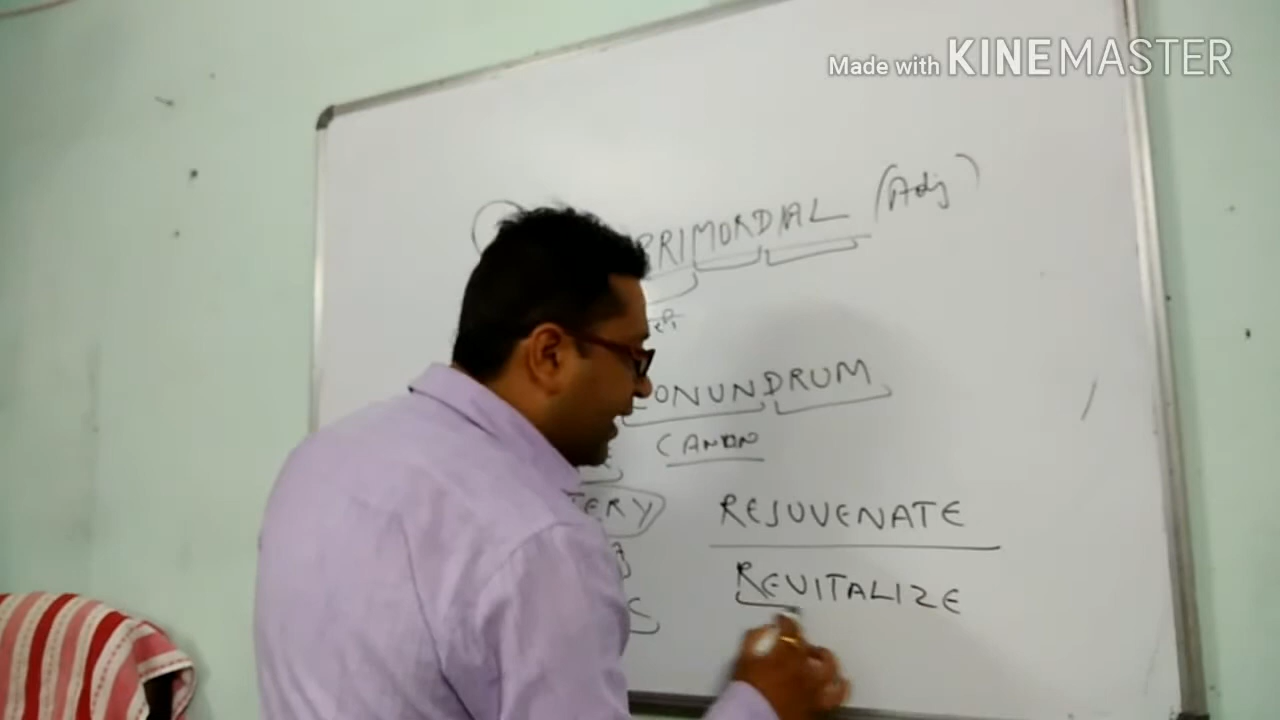 Made with KINEMASTER
PRIMORDIAL (Adj)
CONUNDRUM
CANON
TERY
REJUVENATE
REVITALIZE